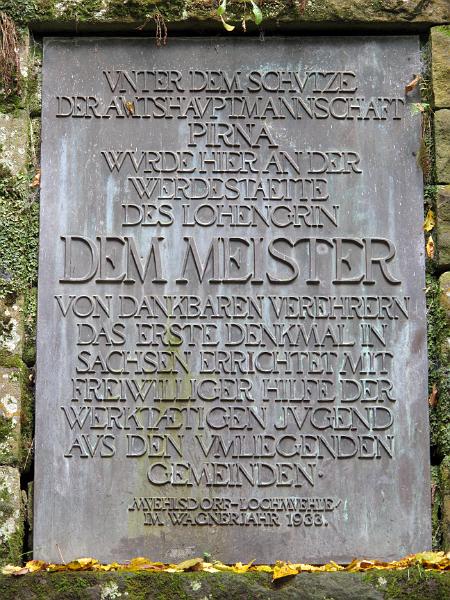 VNTER DEM SCHVTZE
DER AMTSHAVPTMANNSCHAFT
PIRNA
WVRDE HIER AN DER
WERDESTAETTE
DES LOHENGRIN
DEM MEISTER
VON DANKBAREN VEREHRERN
DAS ERSTE DENKMAL IN
SACHSEN ERRICHTET MIT
FREIWILLIGER HILFE DER
WERKTÆTIGEN JVGEND
AVS DEN VMLIEGENDEN
GEMEINDEN·
MVEHLSDORF-LOCHMVEHLE/
IM WAGNERJAHR 1933.